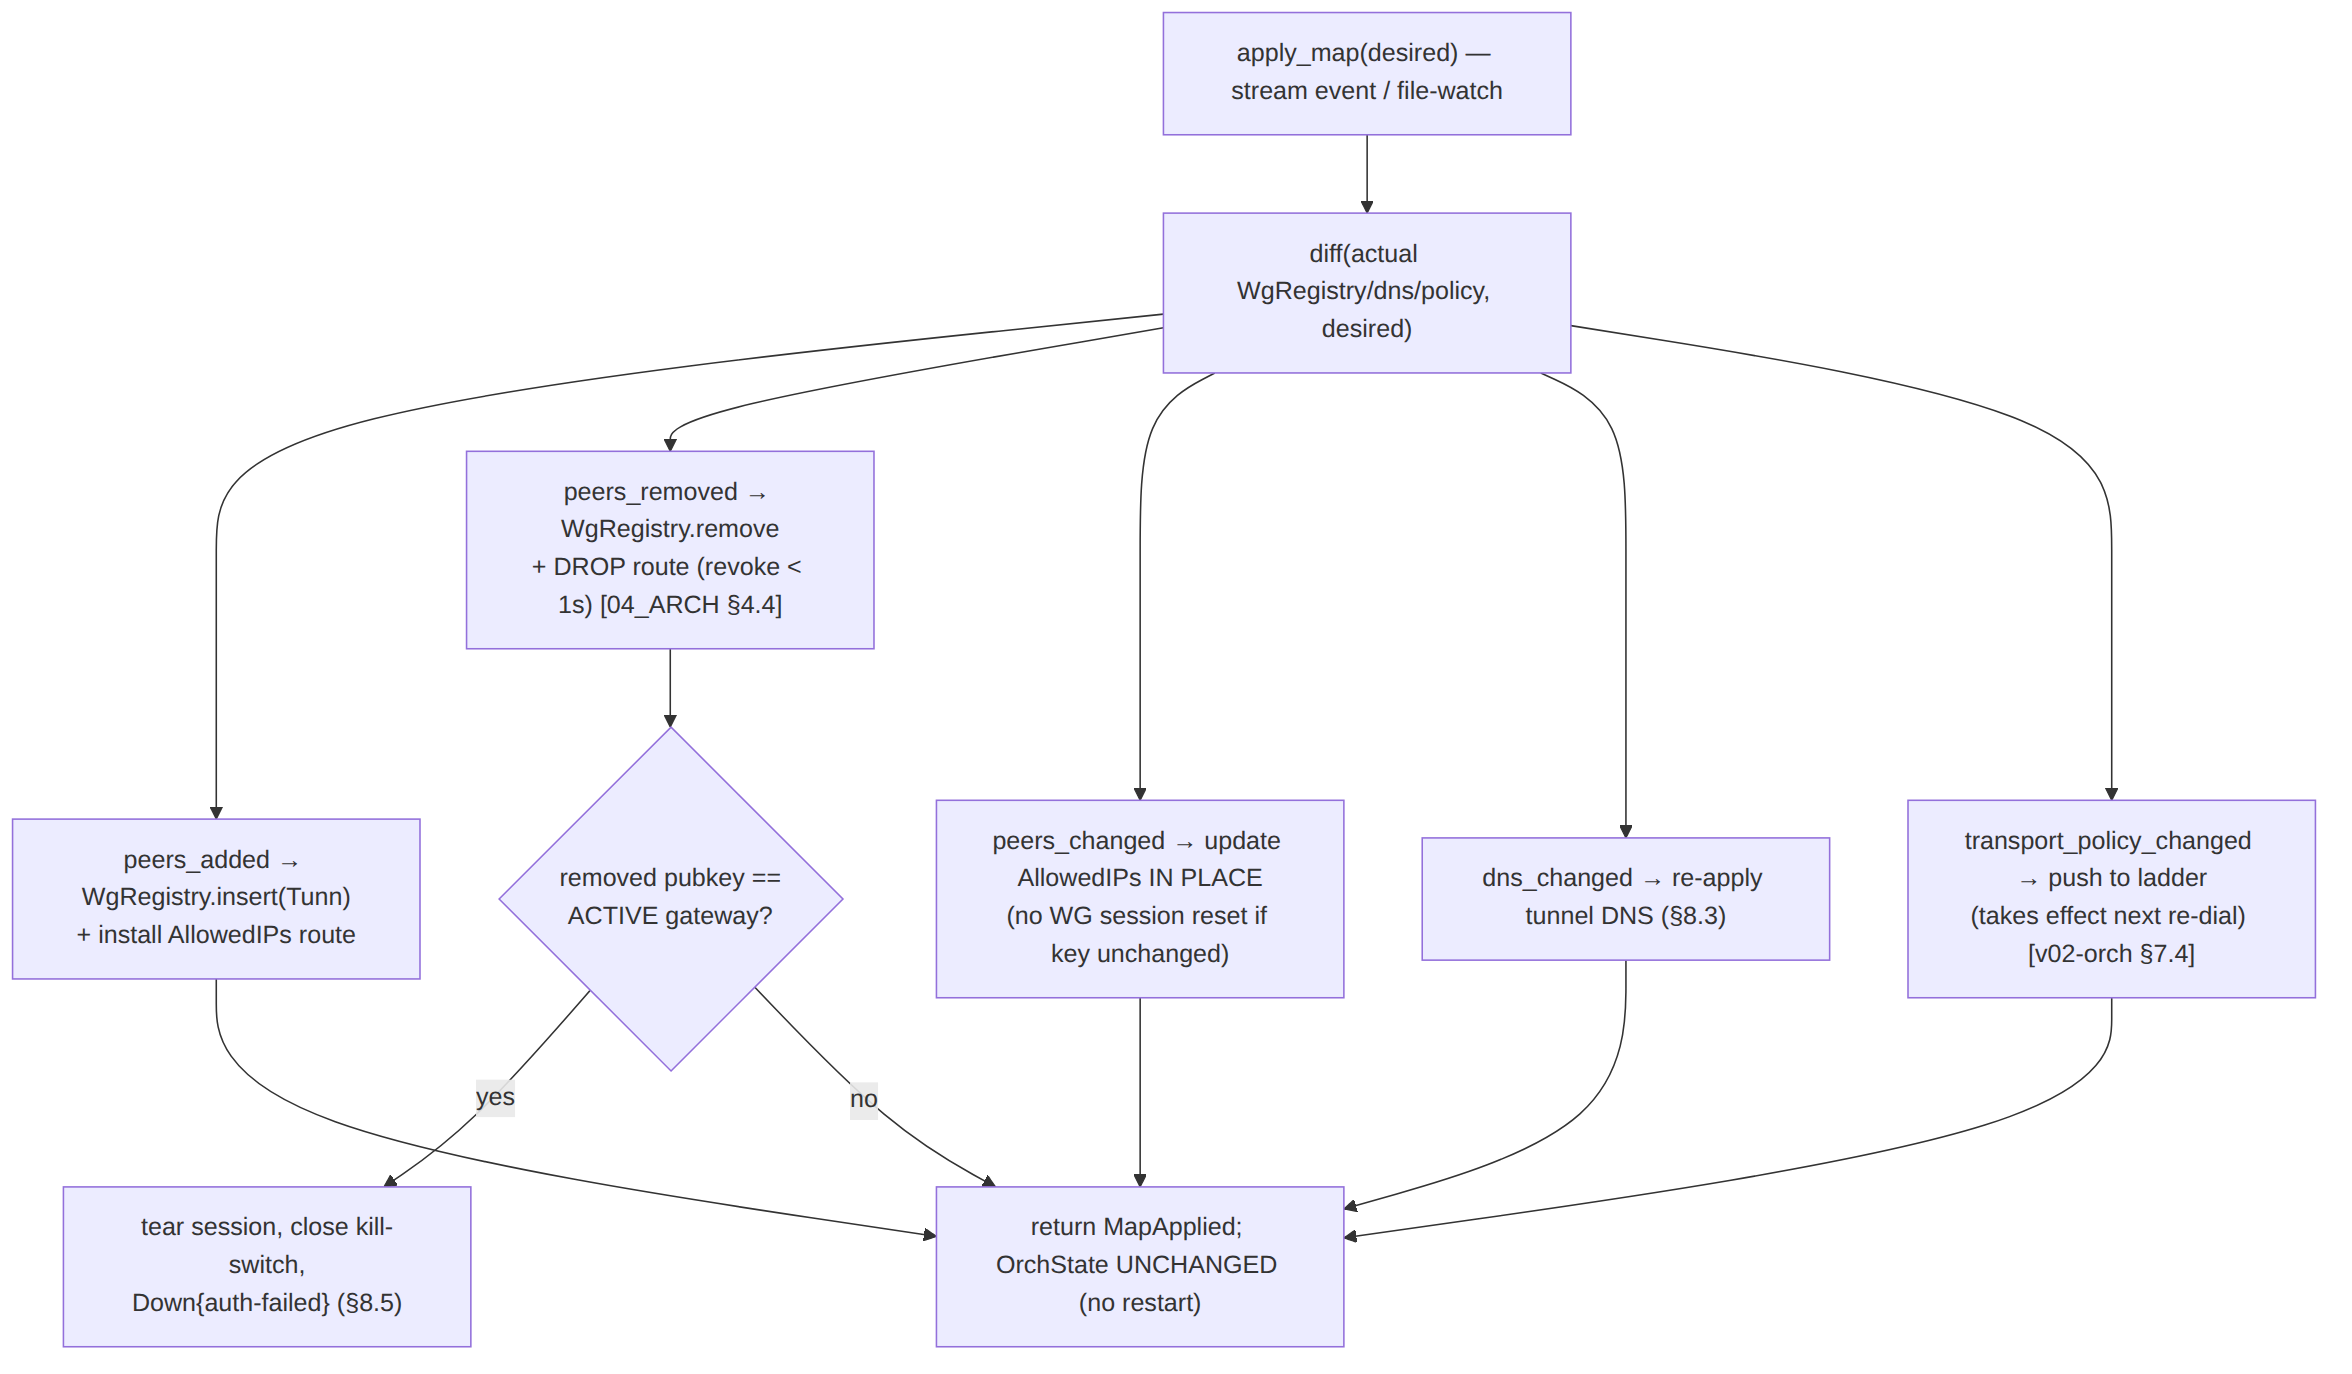 apply_map(desired) —
stream event / file-watch
diff(actual
WgRegistry/dns/policy,
desired)
peers_removed →
WgRegistry.remove
+ DROP route (revoke <
1s) [04_ARCH §4.4]
peers_added →
WgRegistry.insert(Tunn)
+ install AllowedIPs route
removed pubkey ==
ACTIVE gateway?
peers_changed → update
AllowedIPs IN PLACE
(no WG session reset if
key unchanged)
dns_changed → re-apply
tunnel DNS (§8.3)
transport_policy_changed
→ push to ladder
(takes effect next re-dial)
[v02-orch §7.4]
yes
no
tear session, close kill-
switch,
Down{auth-failed} (§8.5)
return MapApplied;
OrchState UNCHANGED
(no restart)